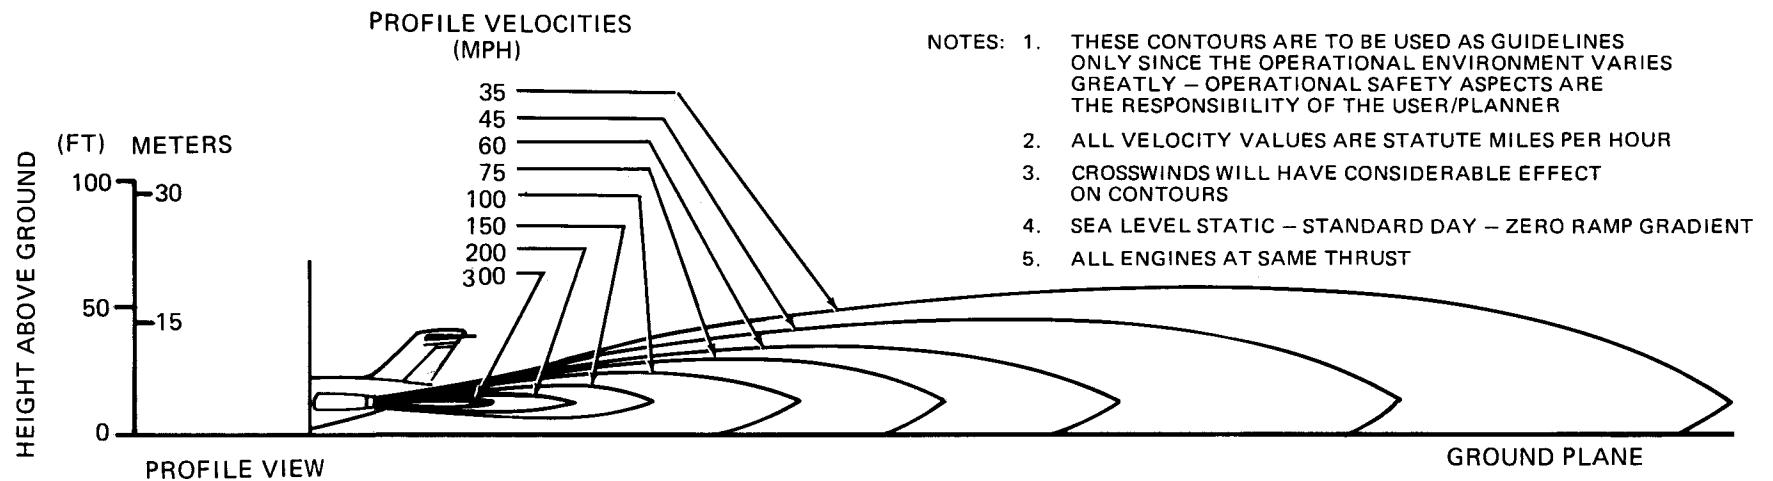 PROFILE VELOCITIES
(MPH)
35
45
60
75
100
150
200
300
NOTES: 1. THESE CONTOURS ARE TO BE USED AS GUIDELINES
ONLY SINCE THE OPERATIONAL ENVIRONMENT VARIES
GREATLY – OPERATIONAL SAFETY ASPECTS ARE
THE RESPONSIBILITY OF THE USER/PLANNER
2. ALL VELOCITY VALUES ARE STATUTE MILES PER HOUR
3. CROSSWINDS WILL HAVE CONSIDERABLE EFFECT
ON CONTOURS
4. SEA LEVEL STATIC – STANDARD DAY – ZERO RAMP GRADIENT
5. ALL ENGINES AT SAME THRUST
HEIGHT ABOVE GROUND
(FT) METERS
100 30
50 15
0
PROFILE VIEW
GROUND PLANE